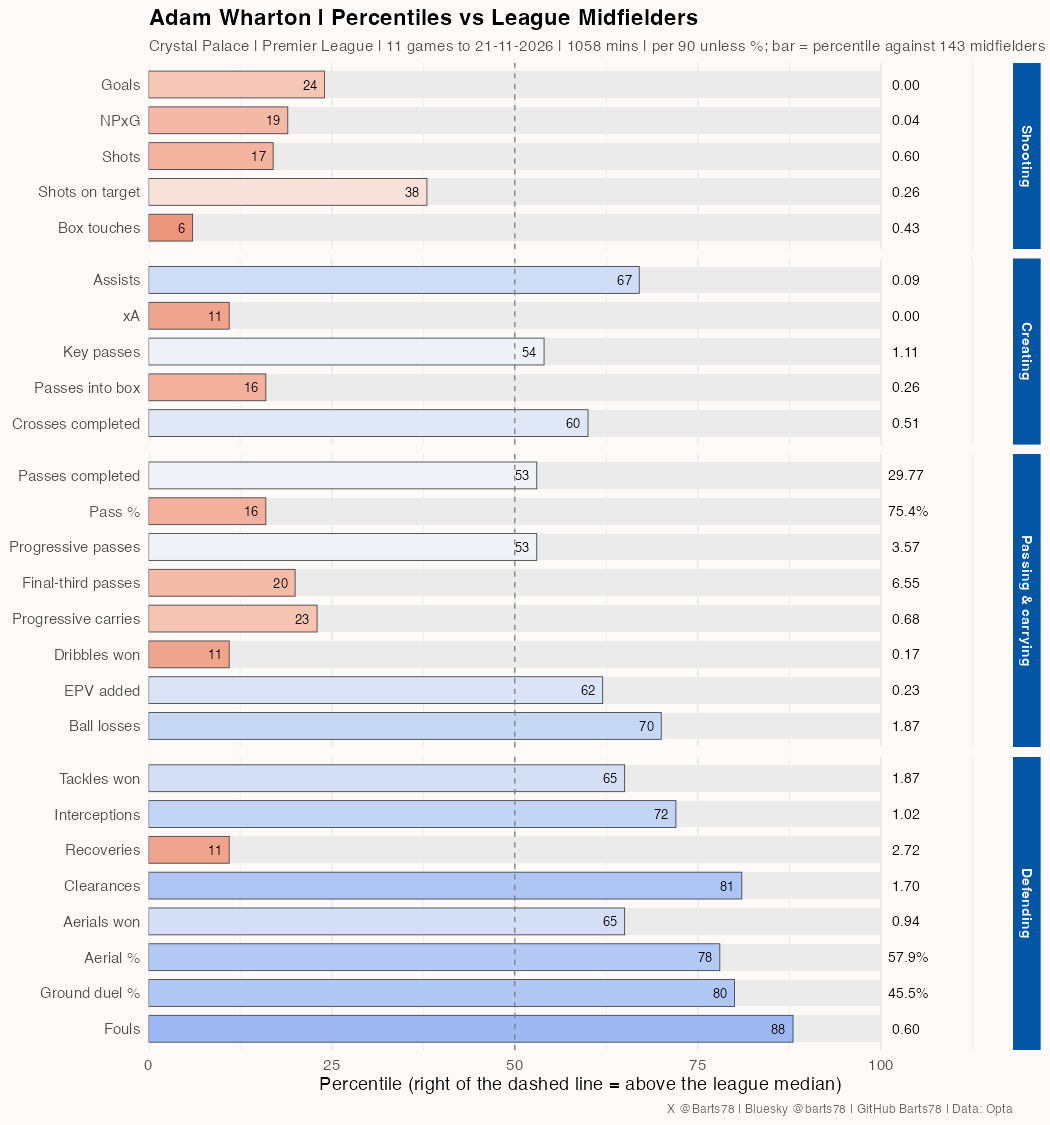 Adam Wharton | Percentiles vs League Midfielders
Crystal Palace | Premier League | 11 games to 21-11-2026 | 1058 mins | per 90 unless %; bar = percentile against 143 midfielders
Shooting
Goals 24 0.00
NPxG 19 0.04
Shots 17 0.60
Shots on target 38 0.26
Box touches 6 0.43
Creating
Assists 67 0.09
xA 11 0.00
Key passes 54 1.11
Passes into box 16 0.26
Crosses completed 60 0.51
Passing & carrying
Passes completed 53 29.77
Pass % 16 75.4%
Progressive passes 53 3.57
Final-third passes 20 6.55
Progressive carries 23 0.68
Dribbles won 11 0.17
EPV added 62 0.23
Ball losses 70 1.87
Defending
Tackles won 65 1.87
Interceptions 72 1.02
Recoveries 11 2.72
Clearances 81 1.70
Aerials won 65 0.94
Aerial % 78 57.9%
Ground duel % 80 45.5%
Fouls 88 0.60
0 25 50 75 100
Percentile (right of the dashed line = above the league median)
X @Barts78 | Bluesky @barts78 | GitHub Barts78 | Data: Opta